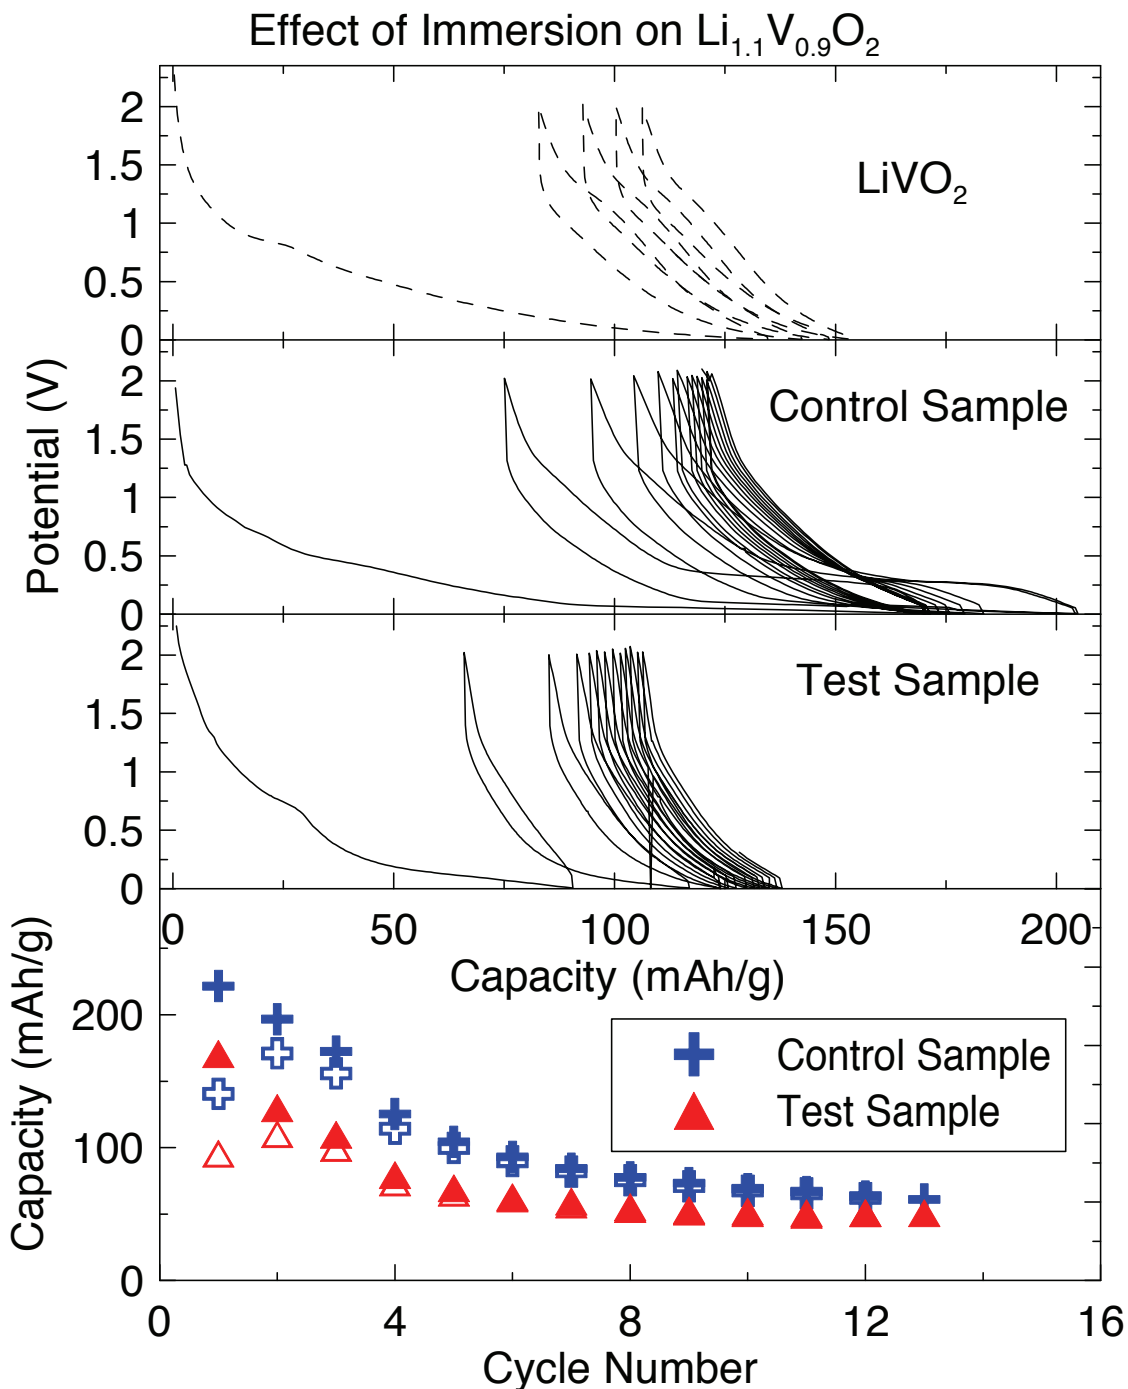 Effect of Immersion on Li₁.₁V₀.₉O₂
2
1.5
1
0.5
0
LiVO₂
2
1.5
1
0.5
0
Control Sample
Potential (V)
2
1.5
1
0.5
0
Test Sample
0 50 100 150 200
Capacity (mAh/g)
200
100
0
Capacity (mAh/g)
Control Sample
Test Sample
0 4 8 12 16
Cycle Number